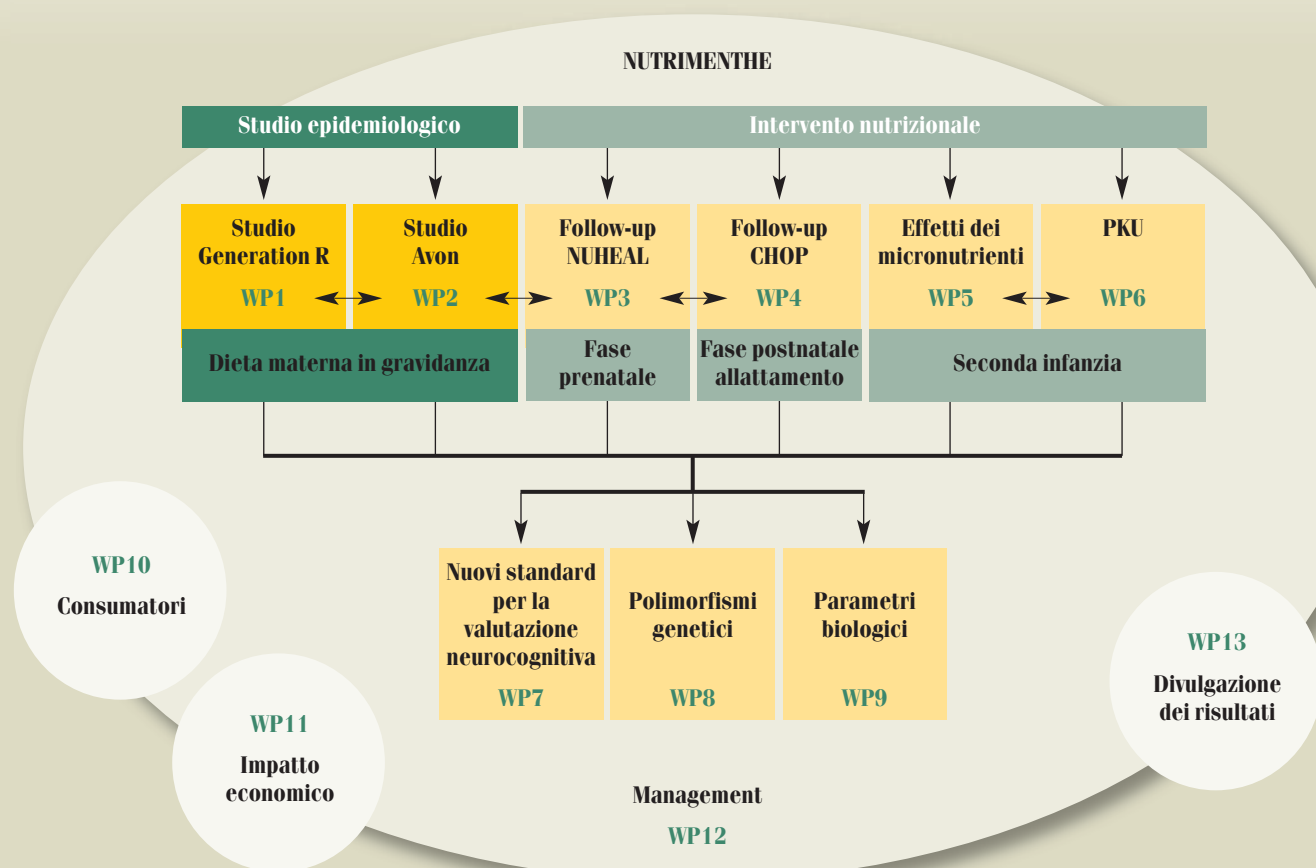 NUTRIMENTHE
Studio epidemiologico
Intervento nutrizionale
Studio
Generation R
WP1
Studio
Avon
WP2
Follow-up
NUHEAL
WP3
Follow-up
CHOP
WP4
Effetti dei
micronutrienti
WP5
PKU
WP6
Dieta materna in gravidanza
Fase
prenatale
Fase postnatale
allattamento
Seconda infanzia
Nuovi standard
per la
valutazione
neurocognitiva
WP7
Polimorfismi
genetici
WP8
Parametri
biologici
WP9
WP10
Consumatori
WP11
Impatto
economico
Management
WP12
WP13
Divulgazione
dei risultati